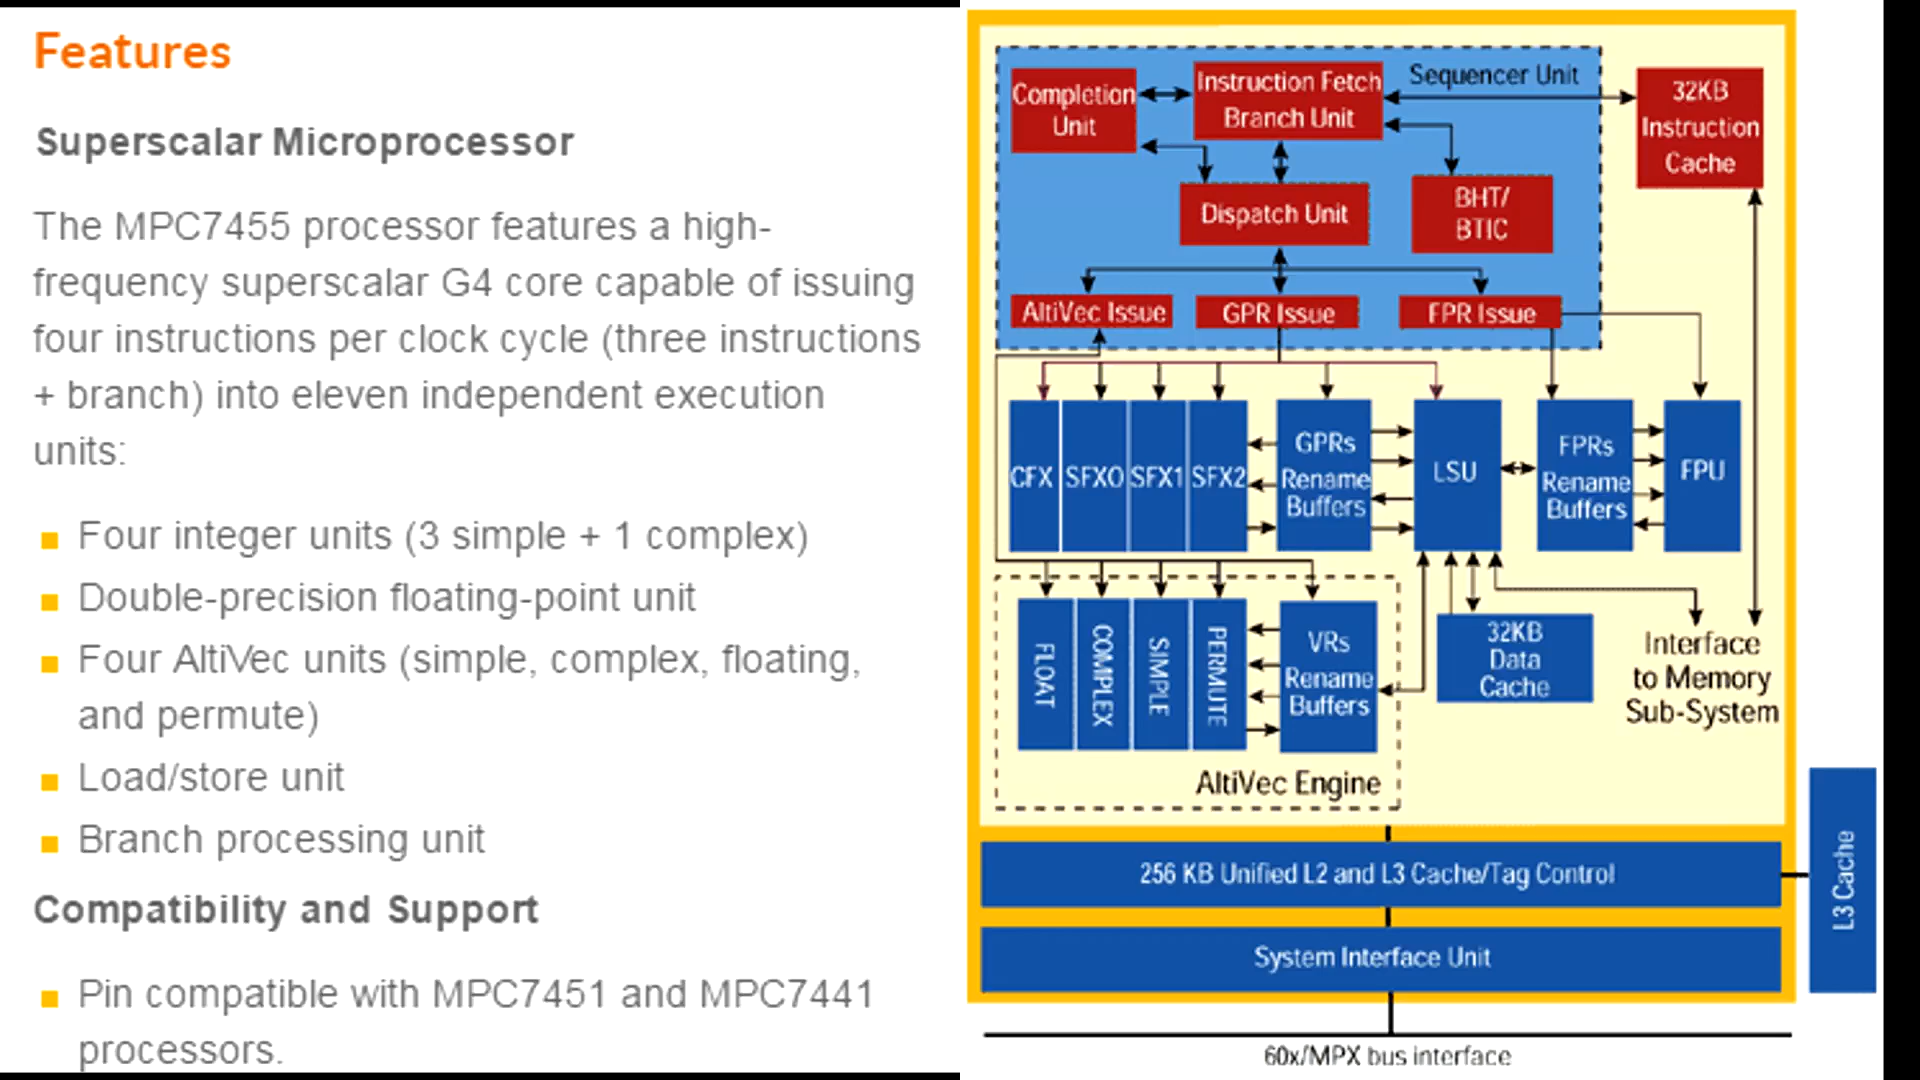 Features
Superscalar Microprocessor
The MPC7455 processor features a high-
frequency superscalar G4 core capable of issuing
four instructions per clock cycle (three instructions
+ branch) into eleven independent execution
units:
Four integer units (3 simple + 1 complex)
Double-precision floating-point unit
Four AltiVec units (simple, complex, floating,
and permute)
Load/store unit
Branch processing unit
Compatibility and Support
Pin compatible with MPC7451 and MPC7441
processors.
Sequencer Unit
Completion
Unit
Instruction Fetch
Branch Unit
32KB
Instruction
Cache
Dispatch Unit
BHT/
BTIC
AltiVec Issue
GPR Issue
FPR Issue
CFX
SFX0
SFX1
SFX2
GPRs
Rename
Buffers
LSU
FPRs
Rename
Buffers
FPU
FLOAT
COMPLEX
SIMPLE
PERMUTE
VRs
Rename
Buffers
32KB
Data
Cache
Interface
to Memory
Sub-System
AltiVec Engine
256 KB Unified L2 and L3 Cache/Tag Control
L3 Cache
System Interface Unit
60x/MPX bus interface